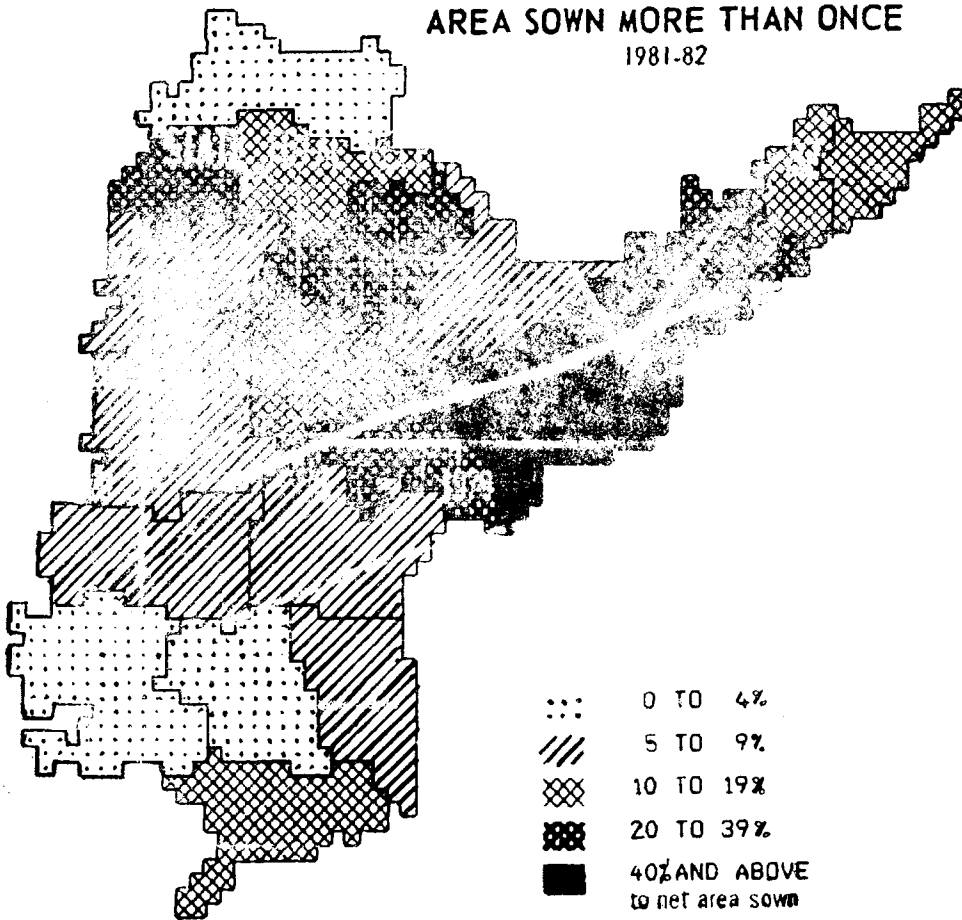 AREA SOWN MORE THAN ONCE
1981-82
0 TO 4%
5 TO 9%
10 TO 19%
20 TO 39%
40% AND ABOVE
to net area sown